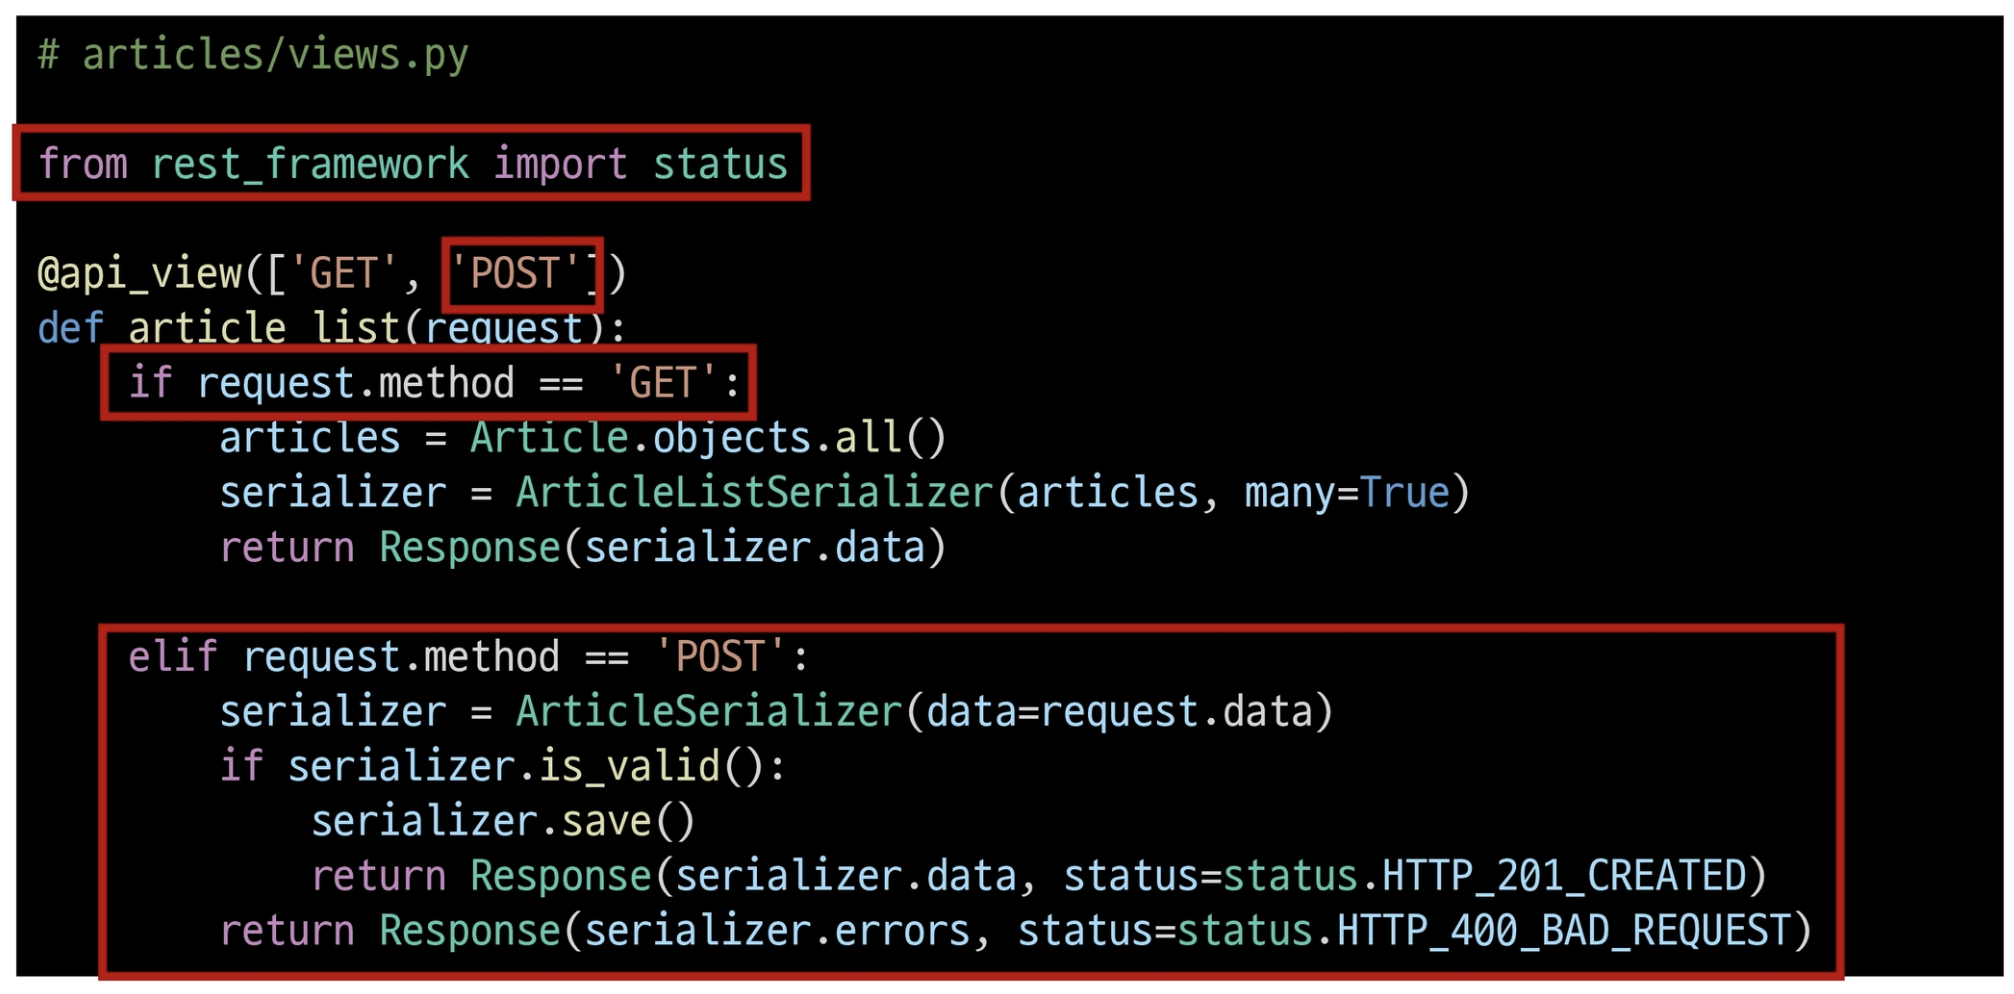 # articles/views.py
from rest_framework import status
@api_view(['GET', 'POST'])
def article_list(request):
    if request.method == 'GET':
        articles = Article.objects.all()
        serializer = ArticleListSerializer(articles, many=True)
        return Response(serializer.data)
    elif request.method == 'POST':
        serializer = ArticleSerializer(data=request.data)
        if serializer.is_valid():
            serializer.save()
            return Response(serializer.data, status=status.HTTP_201_CREATED)
        return Response(serializer.errors, status=status.HTTP_400_BAD_REQUEST)